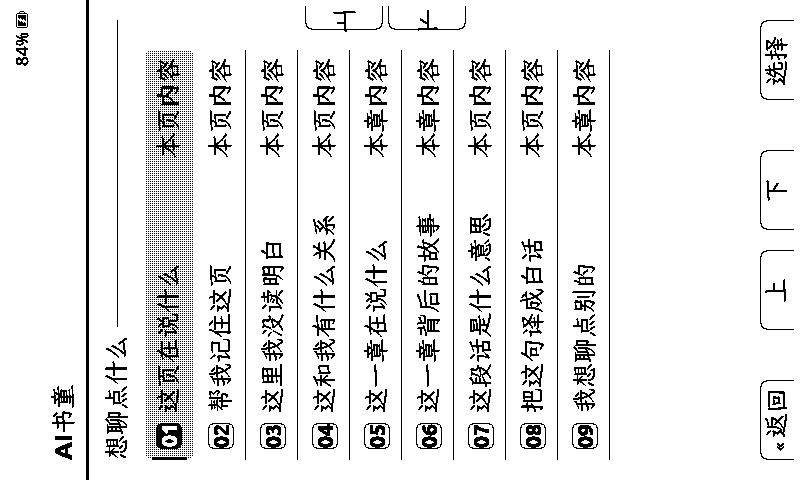 84%
AI书童
想聊点什么
01 这页在说什么 本页内容
02 帮我记住这页 本页内容
03 这里我没读明白 本页内容
04 这和我有什么关系 本页内容
05 这一章在说什么 本章内容
06 这一章背后的故事 本章内容
07 这段话是什么意思 本页内容
08 把这句译成白话 本页内容
09 我想聊点别的 本章内容
« 返回 上 下 选择